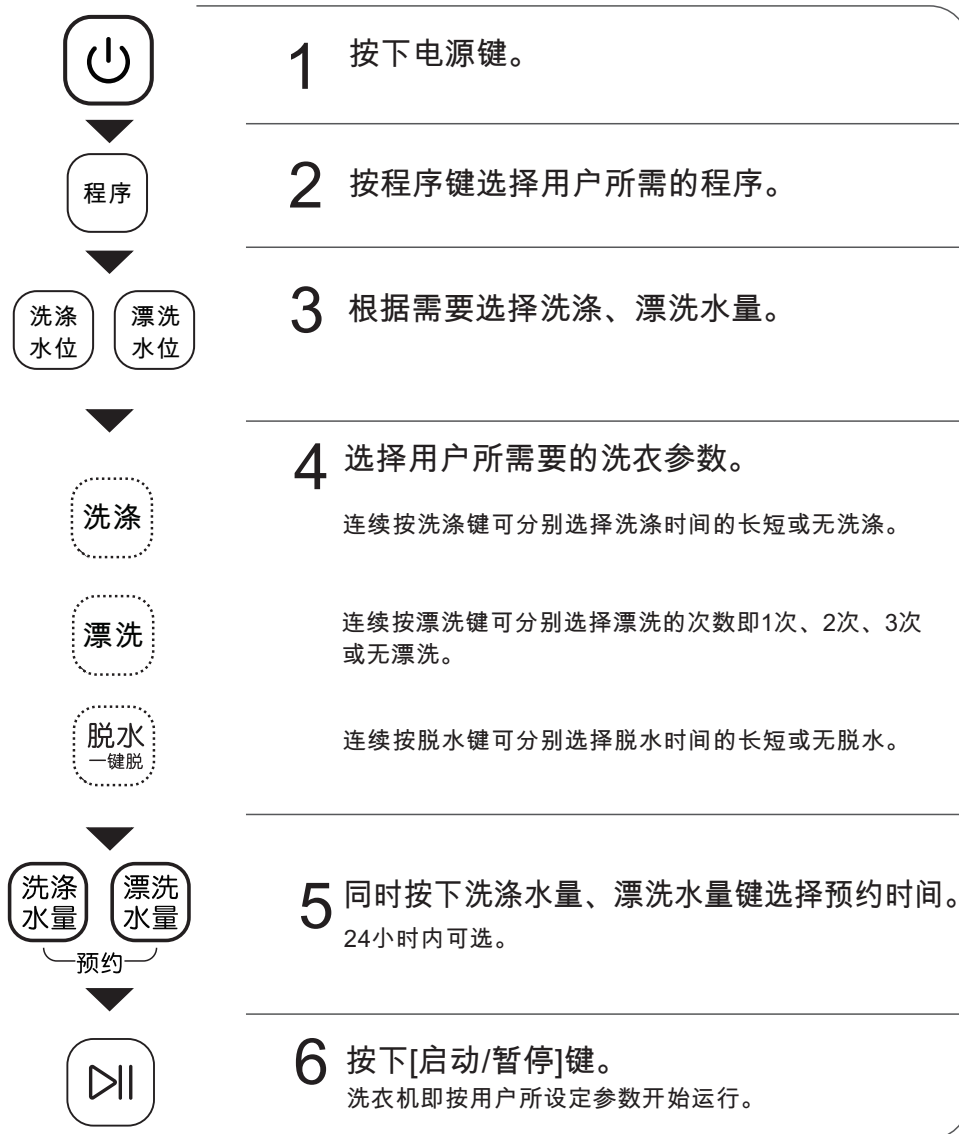 1 按下电源键。
程序
2 按程序键选择用户所需的程序。
洗涤
水位
漂洗
水位
3 根据需要选择洗涤、漂洗水量。
4 选择用户所需要的洗衣参数。
洗涤
连续按洗涤键可分别选择洗涤时间的长短或无洗涤。
漂洗
连续按漂洗键可分别选择漂洗的次数即1次、2次、3次
或无漂洗。
脱水
一键脱
连续按脱水键可分别选择脱水时间的长短或无脱水。
洗涤
水量
漂洗
水量
预约
5 同时按下洗涤水量、漂洗水量键选择预约时间。
24小时内可选。
6 按下[启动/暂停]键。
洗衣机即按用户所设定参数开始运行。